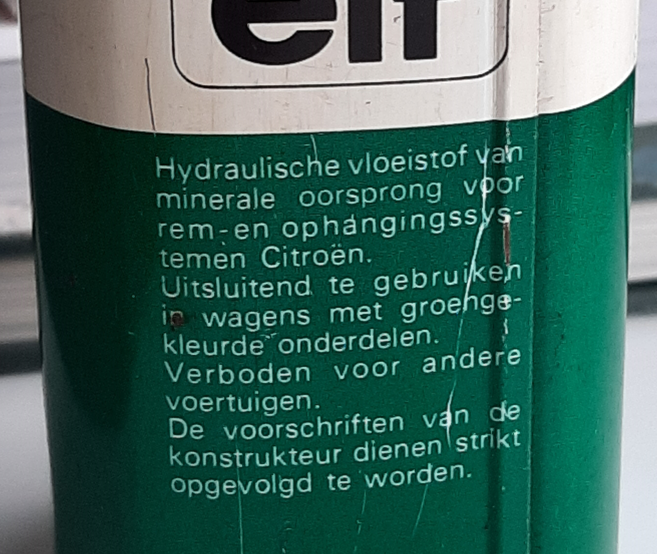 elf
Hydraulische vloeistof van
minerale oorsprong voor
rem-en ophangingssys-
temen Citroën.
Uitsluitend te gebruiken
in wagens met groenge-
kleurde onderdelen.
Verboden voor andere
voertuigen.
De voorschriften van de
konstrukteur dienen strikt
opgevolgd te worden.